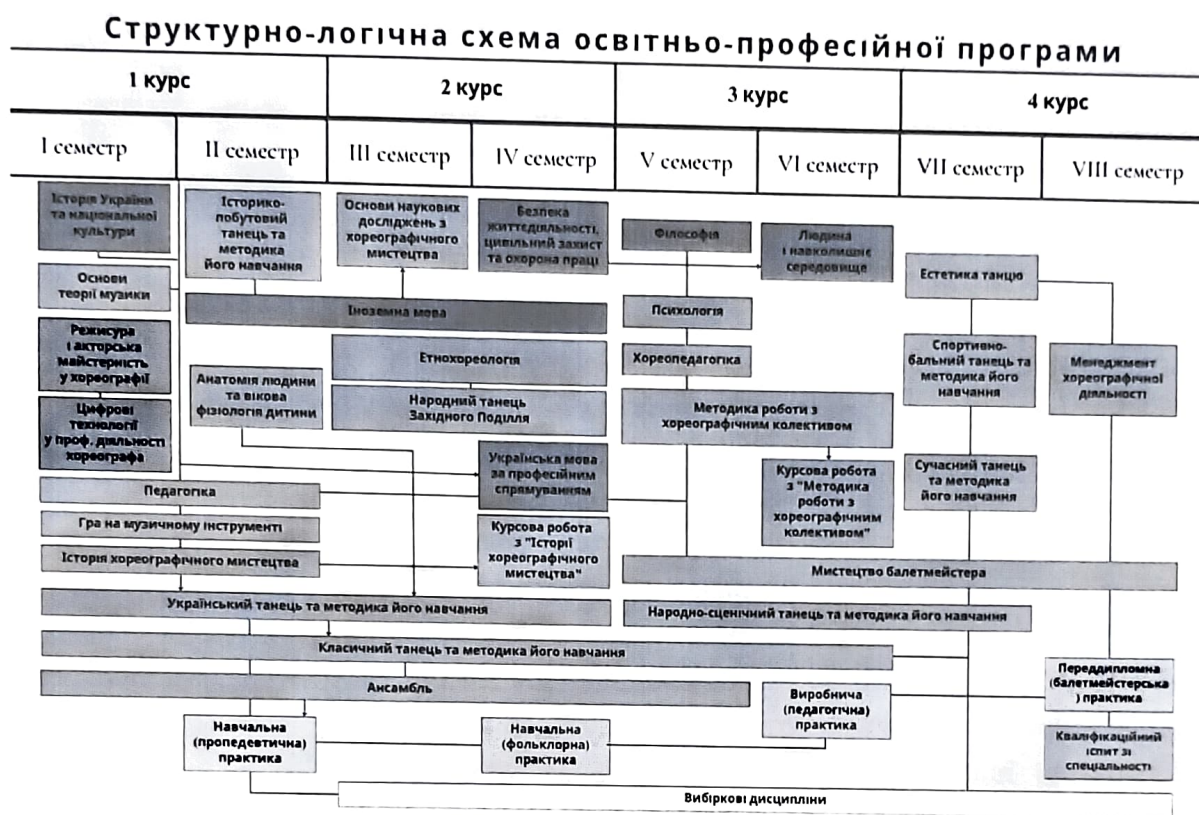 Структурно-логічна схема освітньо-професійної програми
1 курс
2 курс
3 курс
4 курс
I семестр
II семестр
III семестр
IV семестр
V семестр
VI семестр
VII семестр
VIII семестр
Історія України
та національної
культури
Історико-
побутовий
танець та
методика
його навчання
Основи наукових
досліджень з
хореографічного
мистецтва
Безпека
життєдіяльності,
цивільний захист
та охорона праці
Філософія
Людина
і навколишнє
середовище
Естетика танцю
Основи
теорії музики
Іноземна мова
Психологія
Режисура
і акторська
майстерність
у хореографії
Етнохореологія
Хореопедагогіка
Спортивно-
бальний танець та
методика його
навчання
Менеджмент
хореографічної
діяльності
Анатомія людини
та вікова
фізіологія дитини
Народний танець
Західного Поділля
Методика роботи з
хореографічним колективом
Цифрові
технології
у проф. діяльності
хореографа
Українська мова
за професійним
спрямуванням
Курсова робота
з "Методика
роботи з
хореографічним
колективом"
Сучасний танець
та методика
його навчання
Педагогіка
Гра на музичному інструменті
Курсова робота
з "Історії
хореографічного
мистецтва"
Історія хореографічного мистецтва
Мистецтво балетмейстера
Український танець та методика його навчання
Народно-сценічний танець та методика його навчання
Класичний танець та методика його навчання
Ансамбль
Виробнича
(педагогічна)
практика
Переддипломна
(балетмейстерська
) практика
Навчальна
(пропедевтична)
практика
Навчальна
(фольклорна)
практика
Кваліфікаційний
іспит зі
спеціальності
Вибіркові дисципліни